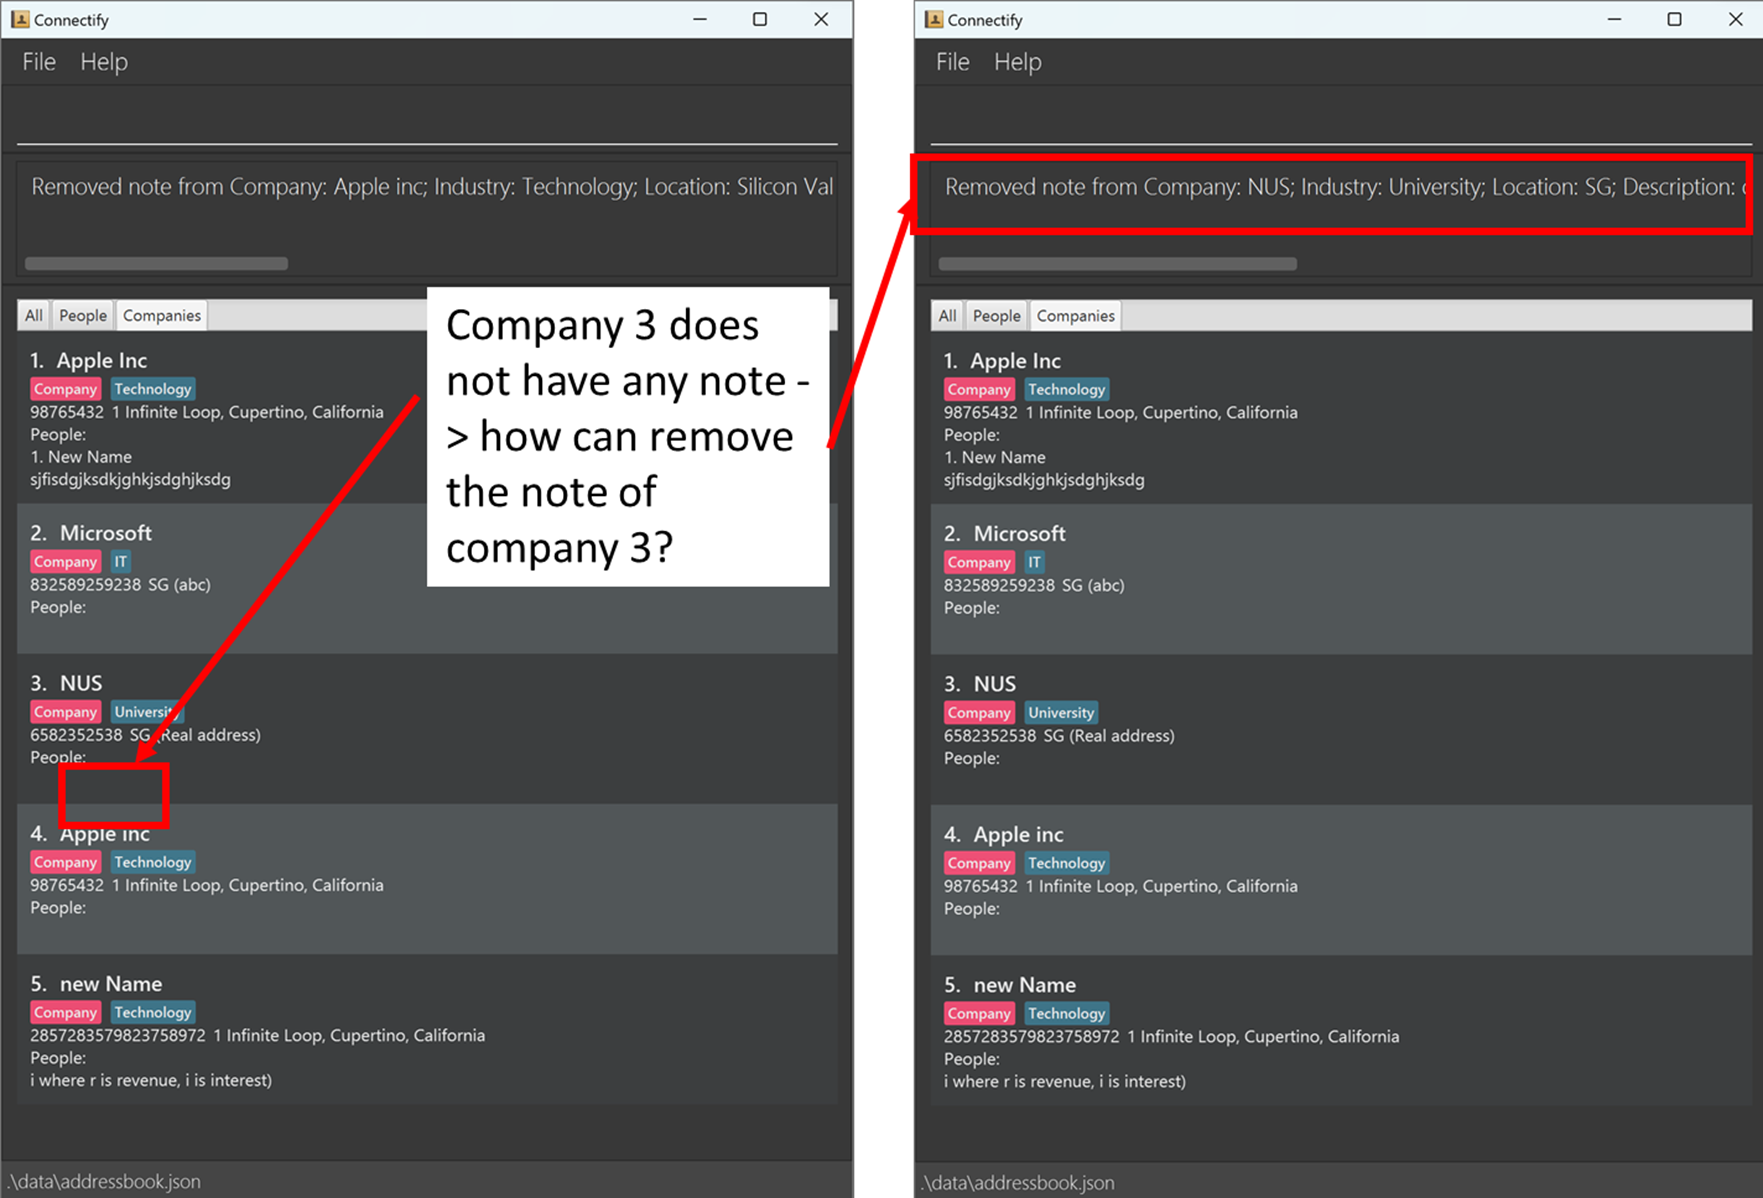 Connectify
File Help
Removed note from Company: Apple inc; Industry: Technology; Location: Silicon Val
All People Companies
1. Apple Inc
Company Technology
98765432 1 Infinite Loop, Cupertino, California
People:
1. New Name
sjfisdgjksdkjghkjsdghjksdg
2. Microsoft
Company IT
832589259238 SG (abc)
People:
3. NUS
Company University
6582352538 SG (Real address)
People:
4. Apple inc
Company Technology
98765432 1 Infinite Loop, Cupertino, California
People:
5. new Name
Company Technology
2857283579823758972 1 Infinite Loop, Cupertino, California
People:
i where r is revenue, i is interest)
.\data\addressbook.json
Company 3 does
not have any note -
> how can remove
the note of
company 3?
Connectify
File Help
Removed note from Company: NUS; Industry: University; Location: SG; Description:
All People Companies
1. Apple Inc
Company Technology
98765432 1 Infinite Loop, Cupertino, California
People:
1. New Name
sjfisdgjksdkjghkjsdghjksdg
2. Microsoft
Company IT
832589259238 SG (abc)
People:
3. NUS
Company University
6582352538 SG (Real address)
People:
4. Apple inc
Company Technology
98765432 1 Infinite Loop, Cupertino, California
People:
5. new Name
Company Technology
2857283579823758972 1 Infinite Loop, Cupertino, California
People:
i where r is revenue, i is interest)
.\data\addressbook.json